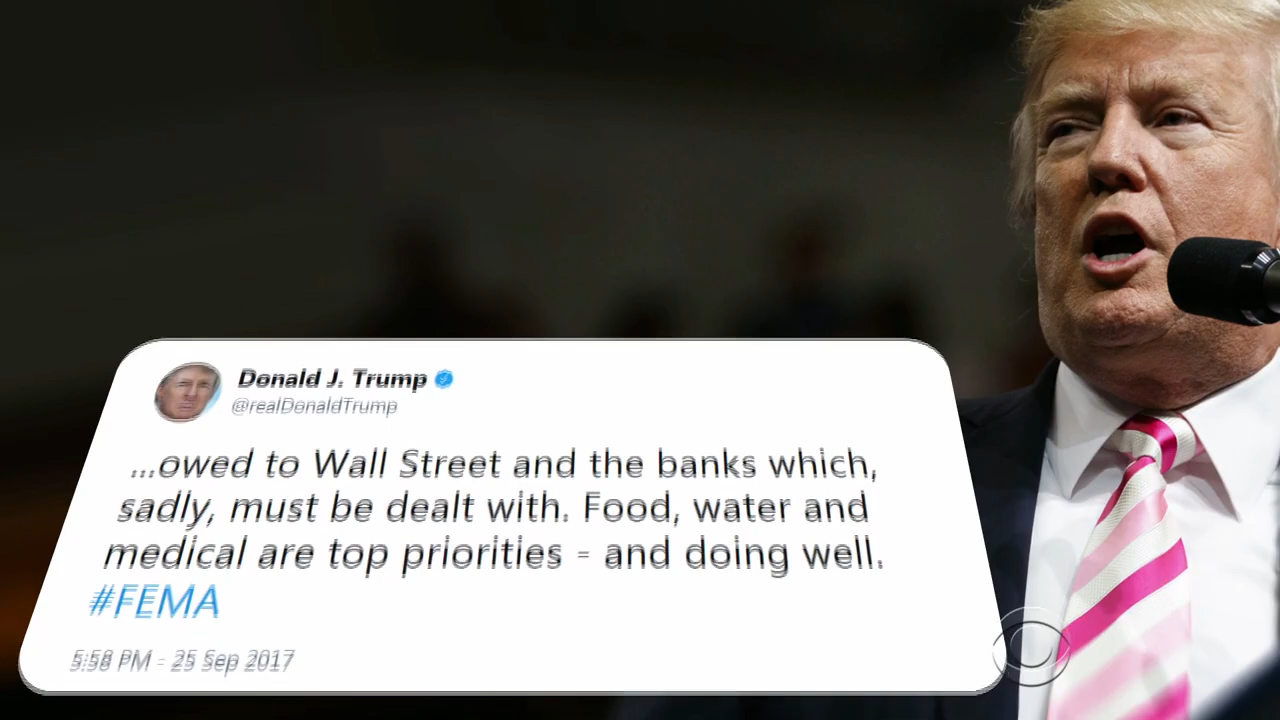 Donald J. Trump
@realDonaldTrump
...owed to Wall Street and the banks which,
sadly, must be dealt with. Food, water and
medical are top priorities - and doing well.
#FEMA
5:58 PM - 25 Sep 2017